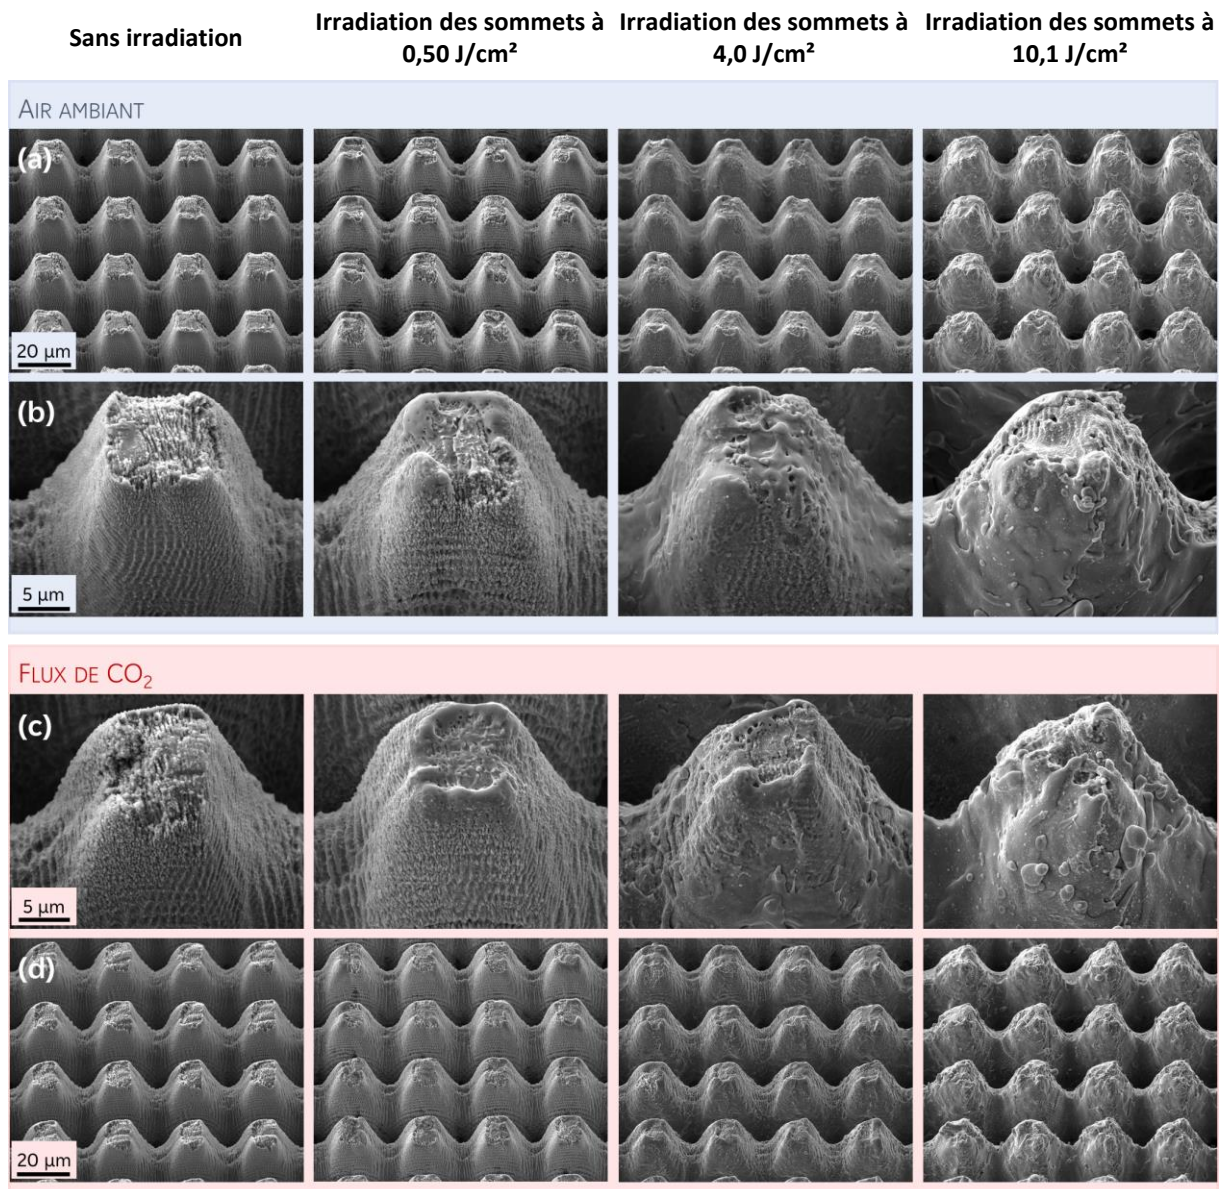 Sans irradiation
Irradiation des sommets à
0,50 J/cm²
Irradiation des sommets à
4,0 J/cm²
Irradiation des sommets à
10,1 J/cm²
AIR AMBIANT
(a)
20 µm
(b)
5 µm
FLUX DE CO₂
(c)
5 µm
(d)
20 µm